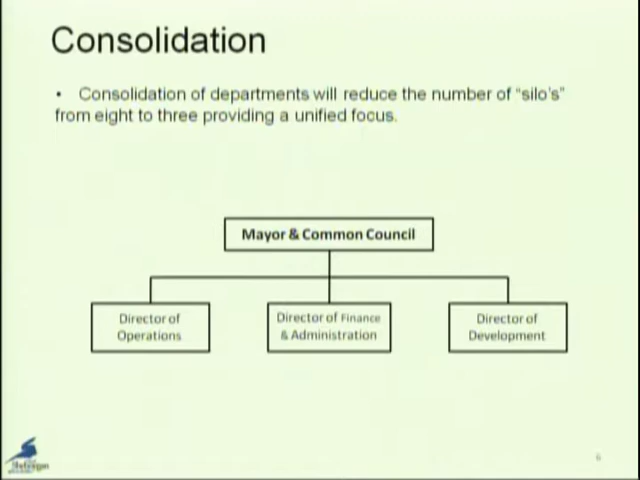 Consolidation
• Consolidation of departments will reduce the number of "silo's"
from eight to three providing a unified focus.
Mayor & Common Council
Director of
Operations
Director of Finance
& Administration
Director of
Development
6